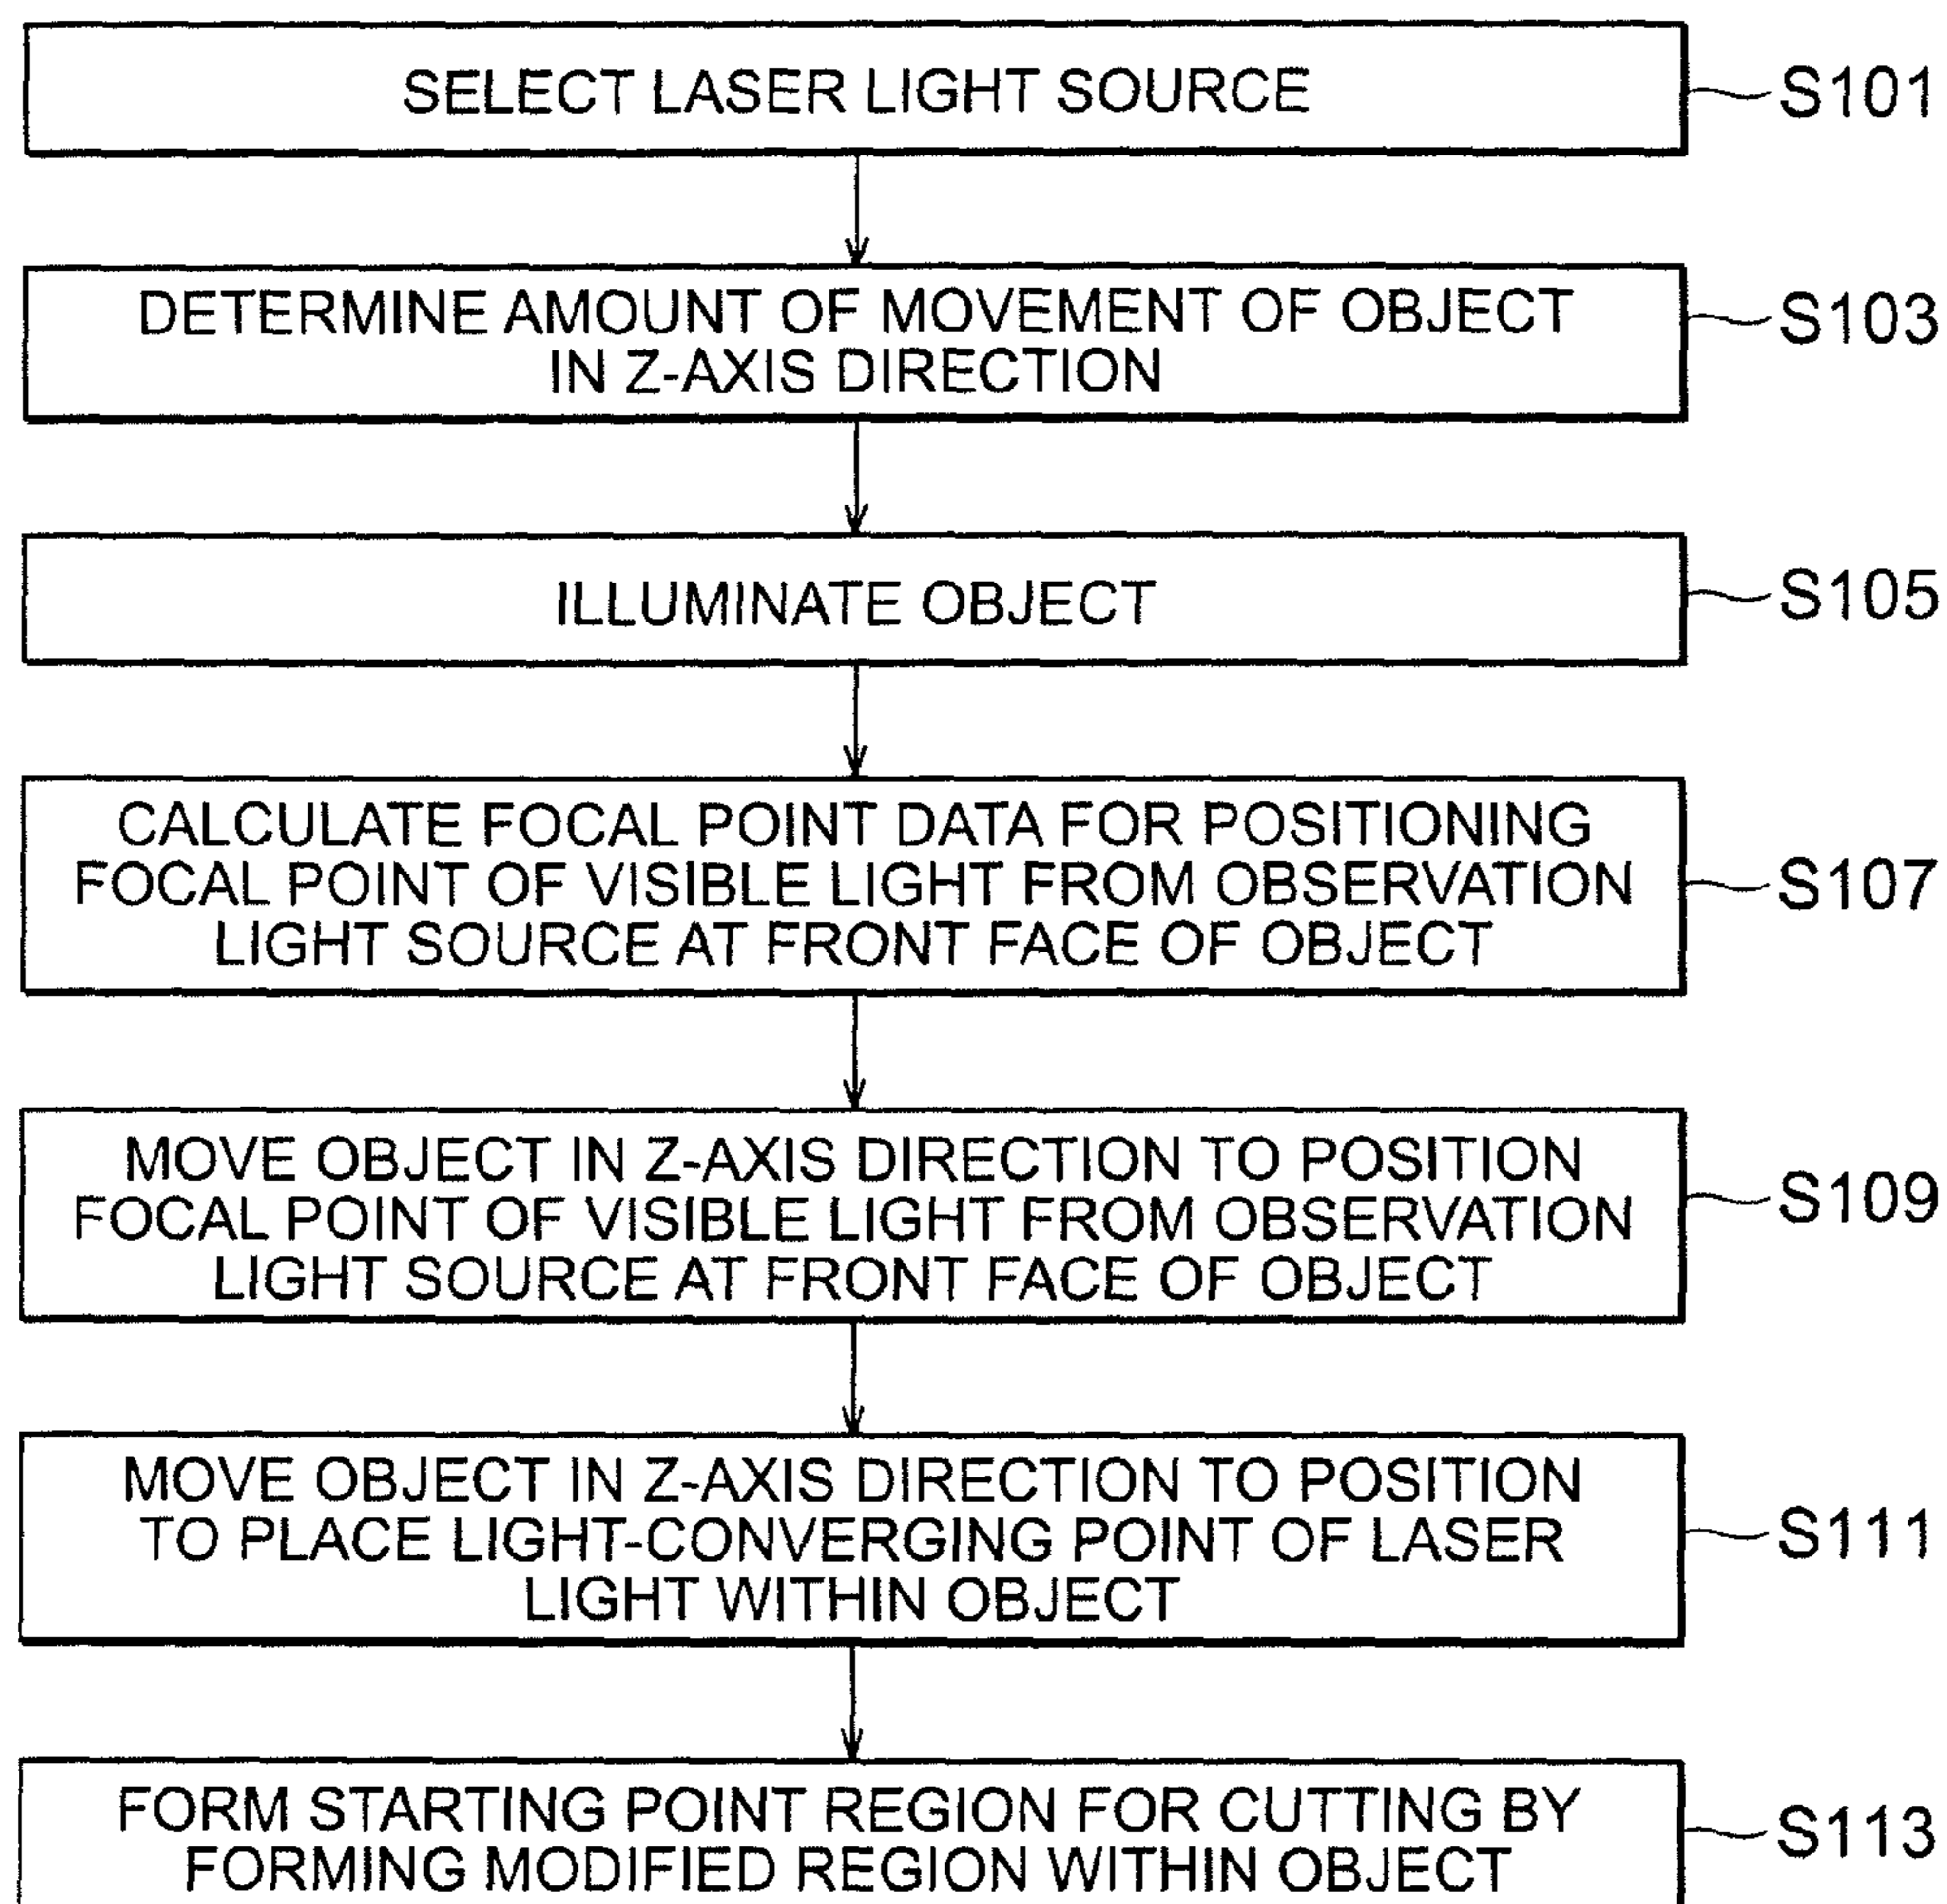 SELECT LASER LIGHT SOURCE
S101
DETERMINE AMOUNT OF MOVEMENT OF OBJECT
IN Z-AXIS DIRECTION
S103
ILLUMINATE OBJECT
S105
CALCULATE FOCAL POINT DATA FOR POSITIONING
FOCAL POINT OF VISIBLE LIGHT FROM OBSERVATION
LIGHT SOURCE AT FRONT FACE OF OBJECT
S107
MOVE OBJECT IN Z-AXIS DIRECTION TO POSITION
FOCAL POINT OF VISIBLE LIGHT FROM OBSERVATION
LIGHT SOURCE AT FRONT FACE OF OBJECT
S109
MOVE OBJECT IN Z-AXIS DIRECTION TO POSITION
TO PLACE LIGHT-CONVERGING POINT OF LASER
LIGHT WITHIN OBJECT
S111
FORM STARTING POINT REGION FOR CUTTING BY
FORMING MODIFIED REGION WITHIN OBJECT
S113